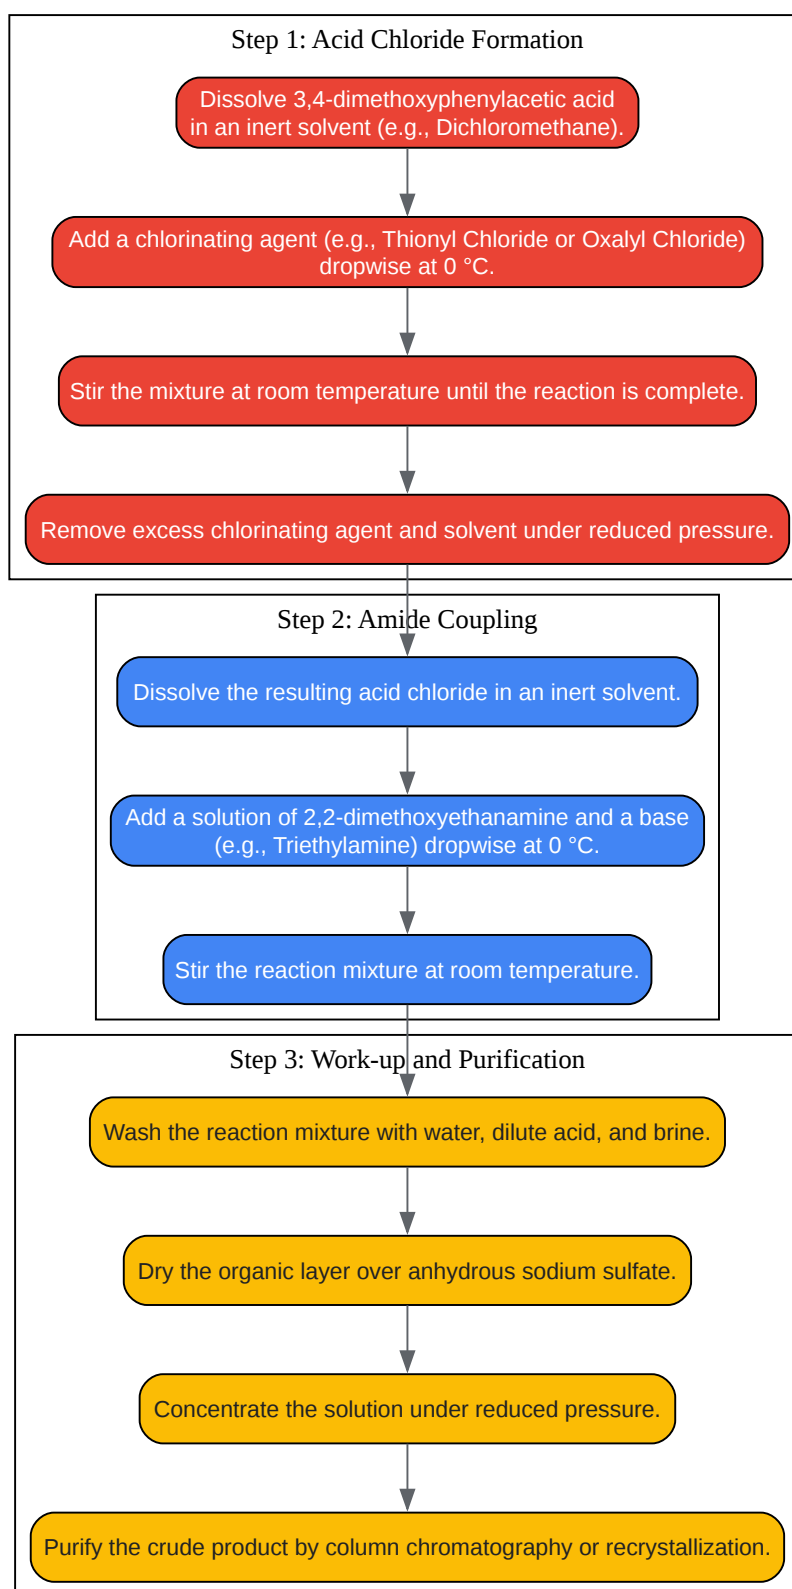 Step 1: Acid Chloride Formation
Dissolve 3,4-dimethoxyphenylacetic acid
in an inert solvent (e.g., Dichloromethane).
Add a chlorinating agent (e.g., Thionyl Chloride or Oxalyl Chloride)
dropwise at 0 °C.
Stir the mixture at room temperature until the reaction is complete.
Remove excess chlorinating agent and solvent under reduced pressure.
Step 2: Amide Coupling
Dissolve the resulting acid chloride in an inert solvent.
Add a solution of 2,2-dimethoxyethanamine and a base
(e.g., Triethylamine) dropwise at 0 °C.
Stir the reaction mixture at room temperature.
Step 3: Work-up and Purification
Wash the reaction mixture with water, dilute acid, and brine.
Dry the organic layer over anhydrous sodium sulfate.
Concentrate the solution under reduced pressure.
Purify the crude product by column chromatography or recrystallization.